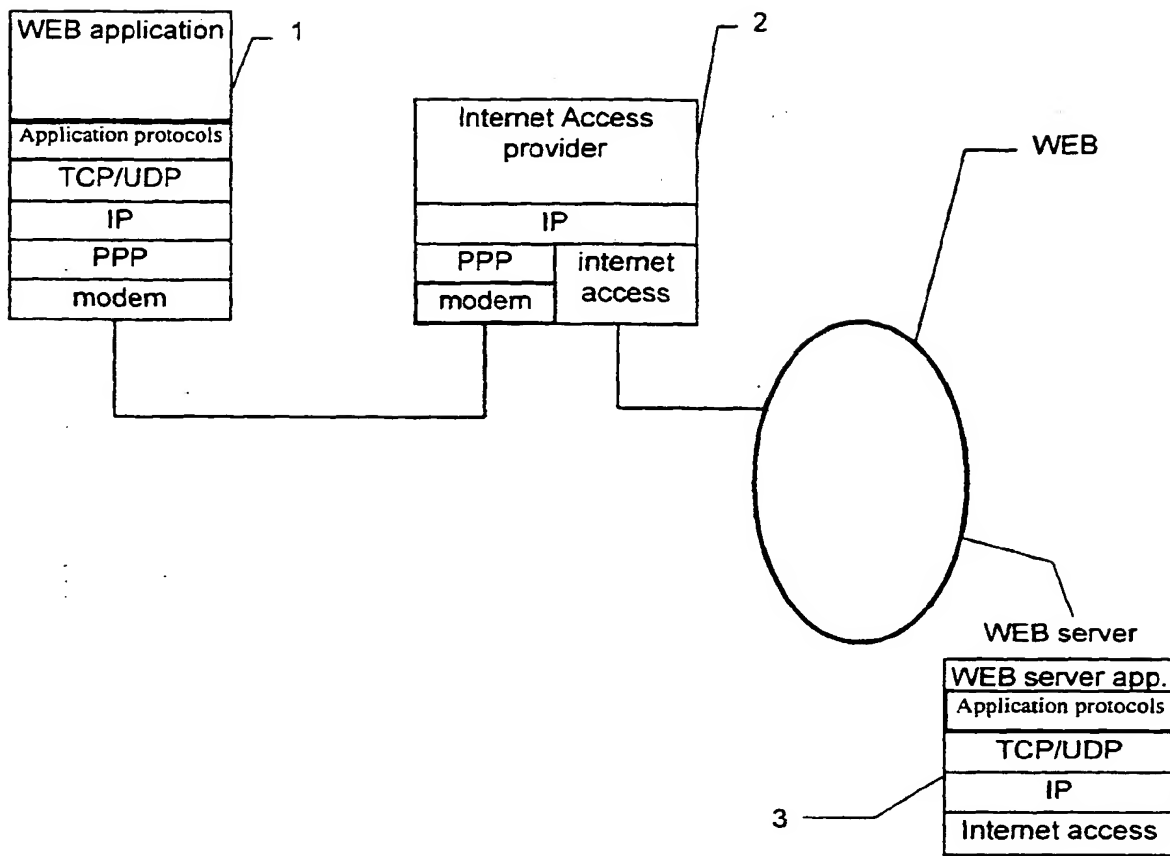 WEB application
1
Application protocols
TCP/UDP
IP
PPP
modem
2
Internet Access
provider
IP
PPP
modem
internet
access
WEB
WEB server
WEB server app.
Application protocols
TCP/UDP
IP
Internet access
3